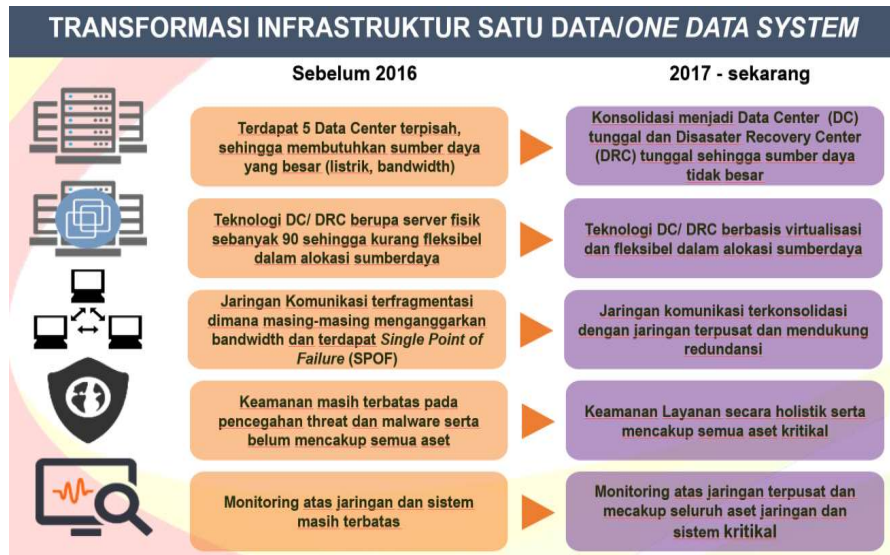 TRANSFORMASI INFRASTRUKTUR SATU DATA/ONE DATA SYSTEM
Sebelum 2016
2017 - sekarang
Terdapat 5 Data Center terpisah,
sehingga membutuhkan sumber daya
yang besar (listrik, bandwidth)
Konsolidasi menjadi Data Center (DC)
tunggal dan Disasater Recovery Center
(DRC) tunggal sehingga sumber daya
tidak besar
Teknologi DC/ DRC berupa server fisik
sebanyak 90 sehingga kurang fleksibel
dalam alokasi sumberdaya
Teknologi DC/ DRC berbasis virtualisasi
dan fleksibel dalam alokasi sumberdaya
Jaringan Komunikasi terfragmentasi
dimana masing-masing menganggarkan
bandwidth dan terdapat Single Point of
Failure (SPOF)
Jaringan komunikasi terkonsolidasi
dengan jaringan terpusat dan mendukung
redundansi
Keamanan masih terbatas pada
pencegahan threat dan malware serta
belum mencakup semua aset
Keamanan Layanan secara holistik serta
mencakup semua aset kritikal
Monitoring atas jaringan dan sistem
masih terbatas
Monitoring atas jaringan terpusat dan
mecakup seluruh aset jaringan dan
sistem kritikal